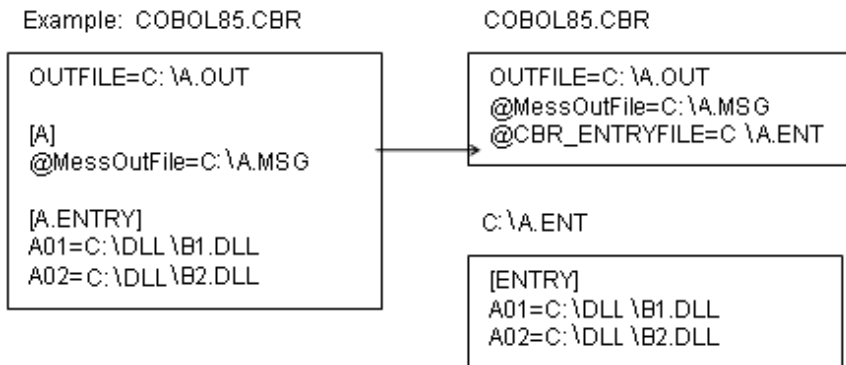 Example: COBOL85.CBR
OUTFILE=C:\A.OUT
[A]
@MessOutFile=C:\A.MSG
[A.ENTRY]
A01=C:\DLL\B1.DLL
A02=C:\DLL\B2.DLL
COBOL85.CBR
OUTFILE=C:\A.OUT
@MessOutFile=C:\A.MSG
@CBR_ENTRYFILE=C \A.ENT
C:\A.ENT
[ENTRY]
A01=C:\DLL\B1.DLL
A02=C:\DLL\B2.DLL